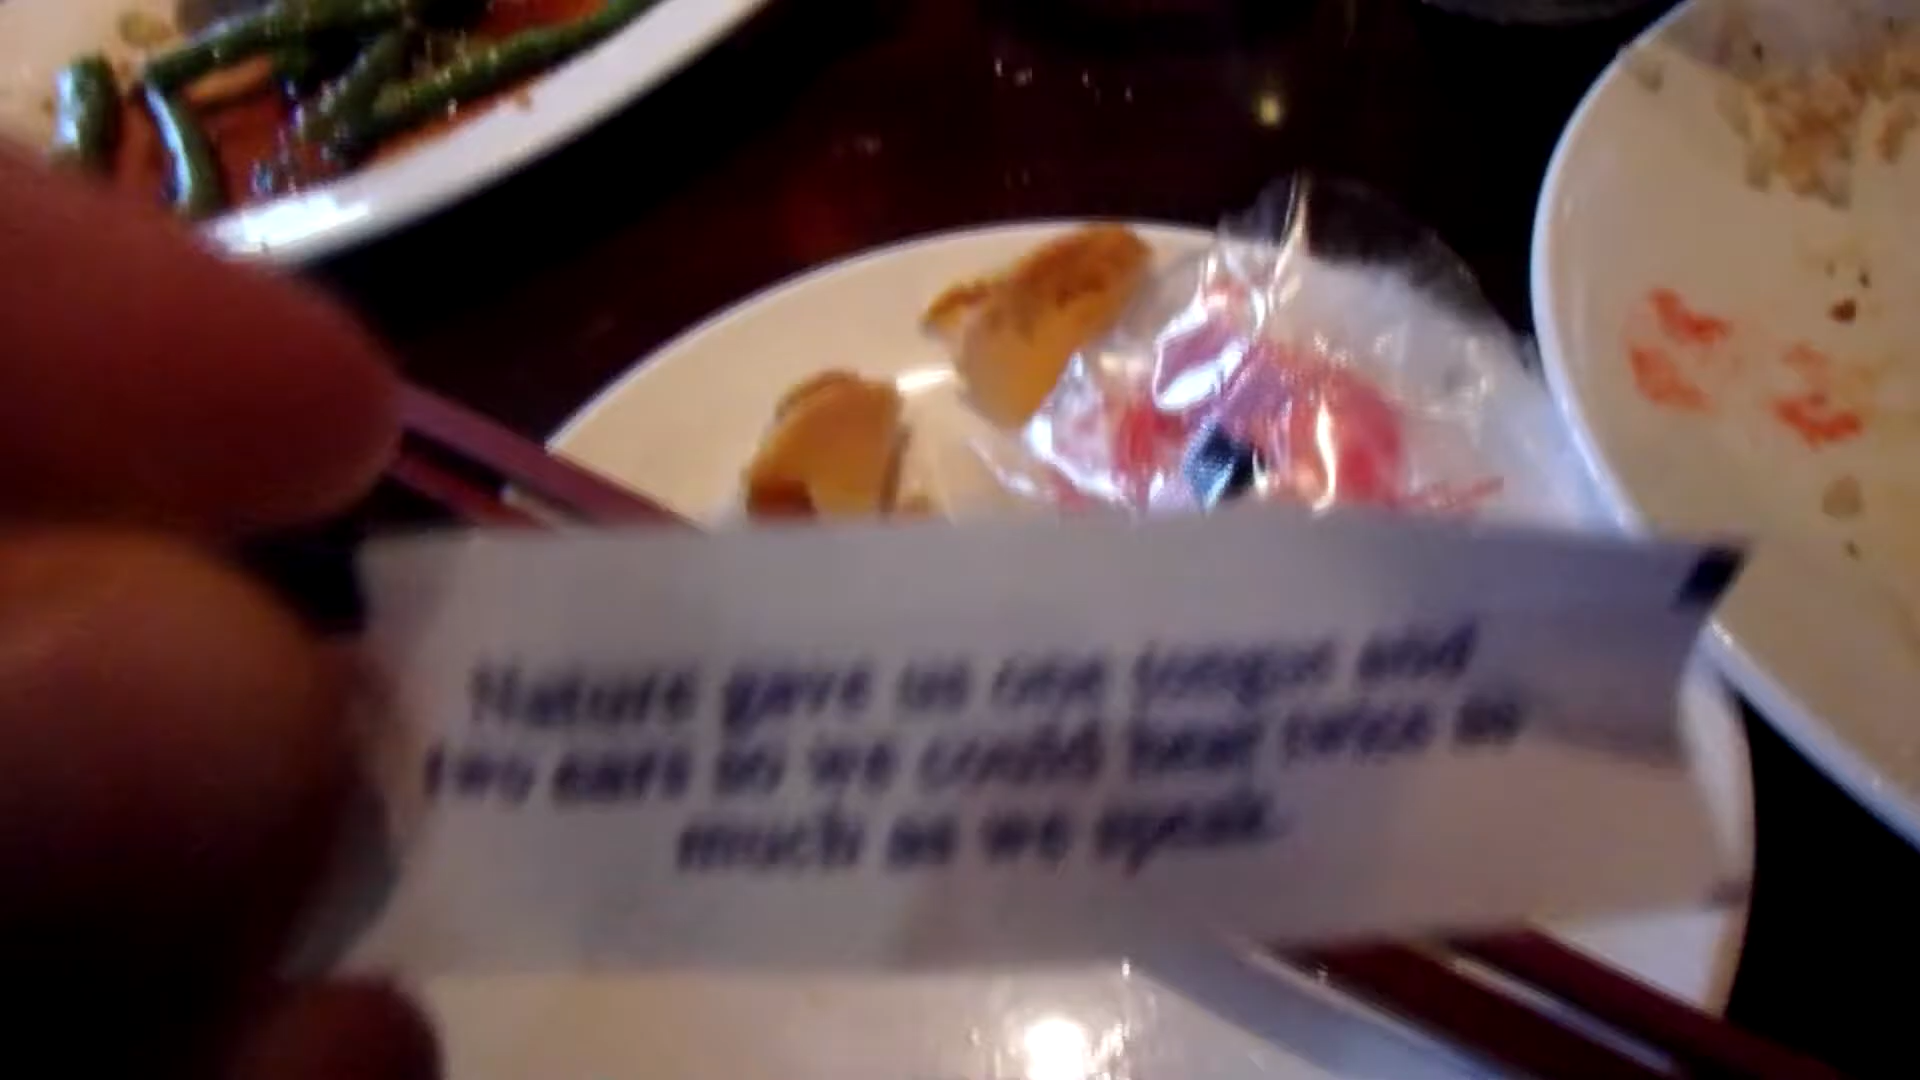 Nature gave us one tongue and
two ears so we could hear twice as
much as we speak.